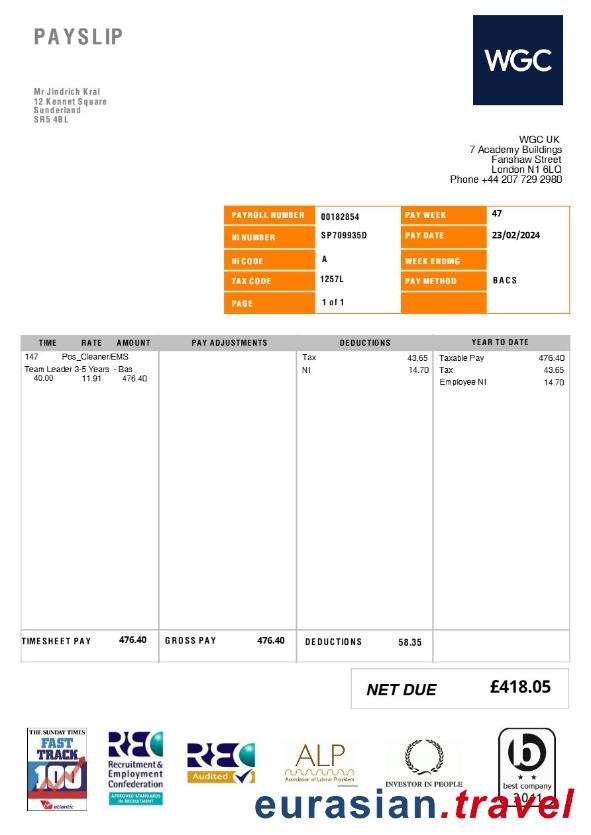 PAYSLIP
WGC
Mr Jindrich Kral
12 Kennet Square
Sunderland
SR5 4BL
WGC UK
7 Academy Buildings
Fanshaw Street
London N1 6LQ
Phone +44 207 729 2980
PAYROLL NUMBER 00182854 PAY WEEK 47
NI NUMBER SP709935D PAY DATE 23/02/2024
NI CODE A WEEK ENDING
TAX CODE 1257L PAY METHOD BACS
PAGE 1 of 1
TIME RATE AMOUNT PAY ADJUSTMENTS DEDUCTIONS YEAR TO DATE
147 Pos_Cleaner/EMS Tax 43.65 Taxable Pay 476.40
Team Leader 3-5 Years - Bas NI 14.70 Tax 43.65
40.00 11.91 476.40 Employee NI 14.70
TIMESHEET PAY 476.40 GROSS PAY 476.40 DEDUCTIONS 58.35
NET DUE £418.05
THE SUNDAY TIMES
FAST
TRACK
100
atlantic
REC
Recruitment &
Employment
Confederation
APPROVED STANDARDS
IN RECRUITMENT
REC
Audited
ALP
Association of Labour Providers
INVESTOR IN PEOPLE
b
best company
2011
eurasian.travel